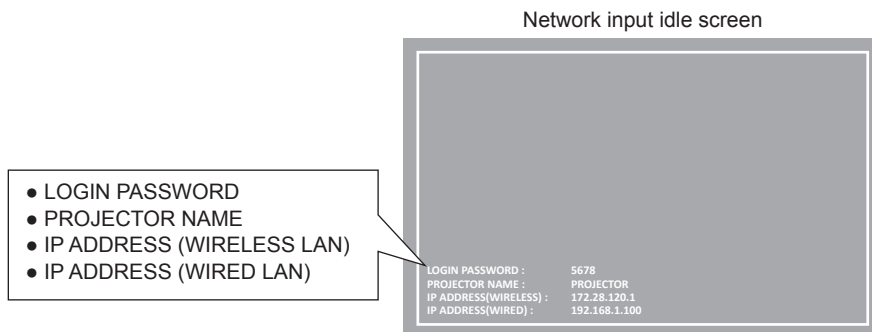 Network input idle screen
● LOGIN PASSWORD
● PROJECTOR NAME
● IP ADDRESS (WIRELESS LAN)
● IP ADDRESS (WIRED LAN)
LOGIN PASSWORD : 5678
PROJECTOR NAME : PROJECTOR
IP ADDRESS(WIRELESS) : 172.28.120.1
IP ADDRESS(WIRED) : 192.168.1.100